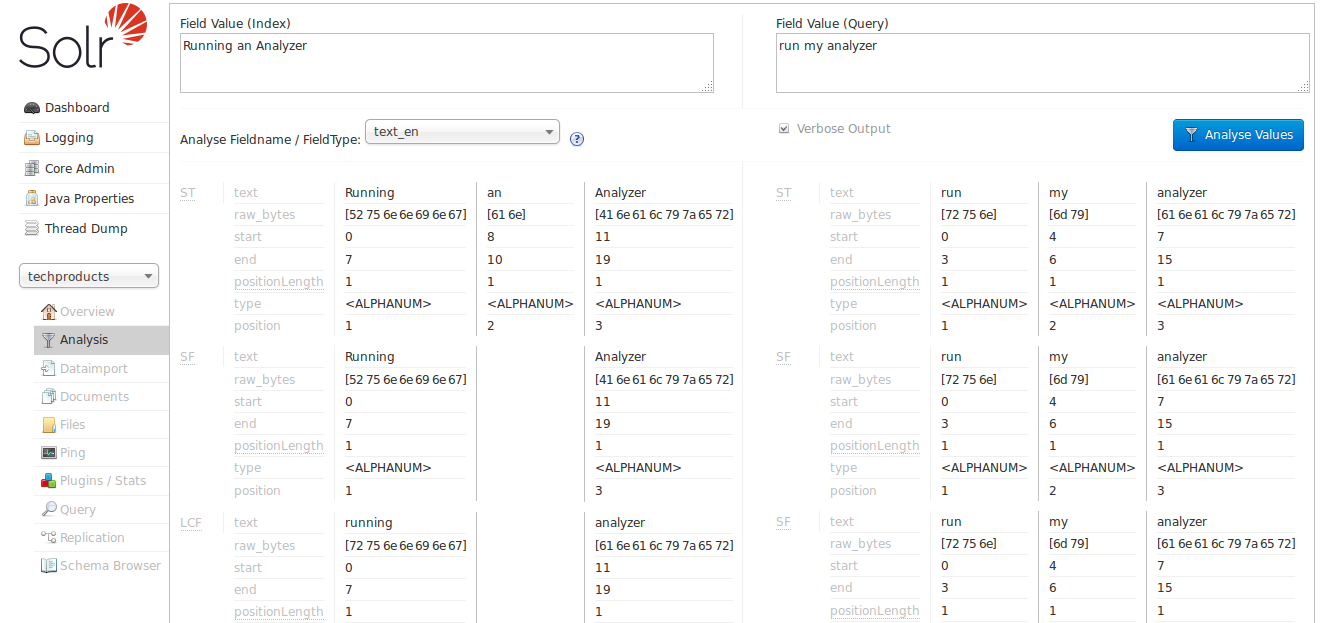 Solr
Dashboard
Logging
Core Admin
Java Properties
Thread Dump
techproducts
Overview
Analysis
Dataimport
Documents
Files
Ping
Plugins / Stats
Query
Replication
Schema Browser
Field Value (Index)
Running an Analyzer
Field Value (Query)
run my analyzer
Analyse Fieldname / FieldType: text_en ?
Verbose Output
Analyse Values
ST text Running an Analyzer
raw_bytes [52 75 6e 6e 69 6e 67] [61 6e] [41 6e 61 6c 79 7a 65 72]
start 0 8 11
end 7 10 19
positionLength 1 1 1
type <ALPHANUM> <ALPHANUM> <ALPHANUM>
position 1 2 3
SF text Running Analyzer
raw_bytes [52 75 6e 6e 69 6e 67] [41 6e 61 6c 79 7a 65 72]
start 0 11
end 7 19
positionLength 1 1
type <ALPHANUM> <ALPHANUM>
position 1 3
LCF text running analyzer
raw_bytes [72 75 6e 6e 69 6e 67] [61 6e 61 6c 79 7a 65 72]
start 0 11
end 7 19
positionLength 1 1
ST text run my analyzer
raw_bytes [72 75 6e] [6d 79] [61 6e 61 6c 79 7a 65 72]
start 0 4 7
end 3 6 15
positionLength 1 1 1
type <ALPHANUM> <ALPHANUM> <ALPHANUM>
position 1 2 3
SF text run my analyzer
raw_bytes [72 75 6e] [6d 79] [61 6e 61 6c 79 7a 65 72]
start 0 4 7
end 3 6 15
positionLength 1 1 1
type <ALPHANUM> <ALPHANUM> <ALPHANUM>
position 1 2 3
SF text run my analyzer
raw_bytes [72 75 6e] [6d 79] [61 6e 61 6c 79 7a 65 72]
start 0 4 7
end 3 6 15
positionLength 1 1 1